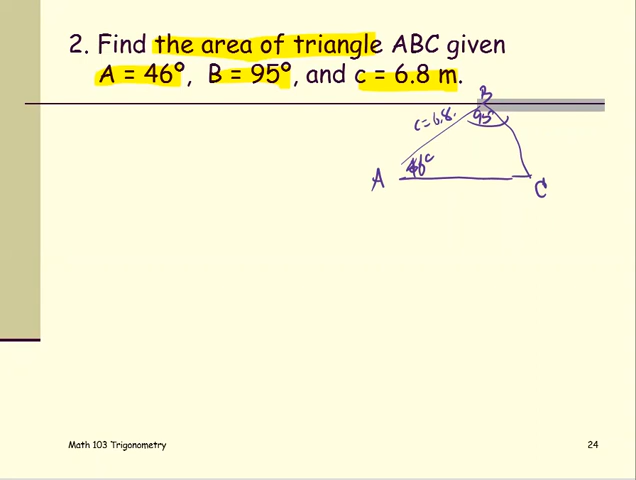 2. Find the area of triangle ABC given
A = 46°, B = 95°, and c = 6.8 m.
B
c = 6.8.
95°
46°
A
C
Math 103 Trigonometry
24